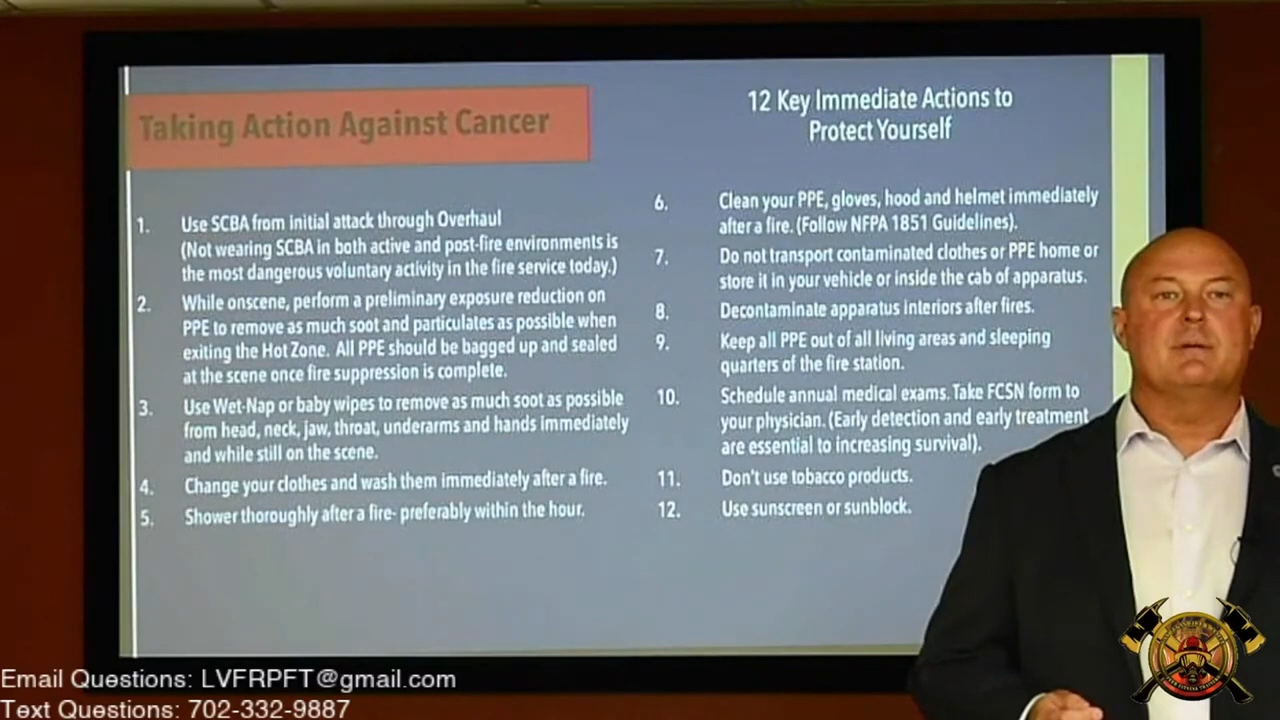 Taking Action Against Cancer
12 Key Immediate Actions to
Protect Yourself
1. Use SCBA from initial attack through Overhaul
(Not wearing SCBA in both active and post-fire environments is
the most dangerous voluntary activity in the fire service today.)
2. While onscene, perform a preliminary exposure reduction on
PPE to remove as much soot and particulates as possible when
exiting the Hot Zone. All PPE should be bagged up and sealed
at the scene once fire suppression is complete.
3. Use Wet-Nap or baby wipes to remove as much soot as possible
from head, neck, jaw, throat, underarms and hands immediately
and while still on the scene.
4. Change your clothes and wash them immediately after a fire.
5. Shower thoroughly after a fire- preferably within the hour.
6. Clean your PPE, gloves, hood and helmet immediately
after a fire. (Follow NFPA 1851 Guidelines).
7. Do not transport contaminated clothes or PPE home or
store it in your vehicle or inside the cab of apparatus.
8. Decontaminate apparatus interiors after fires.
9. Keep all PPE out of all living areas and sleeping
quarters of the fire station.
10. Schedule annual medical exams. Take FCSN form to
your physician. (Early detection and early treatment
are essential to increasing survival).
11. Don't use tobacco products.
12. Use sunscreen or sunblock.
Email Questions: LVFRPFT@gmail.com
Text Questions: 702-332-9887